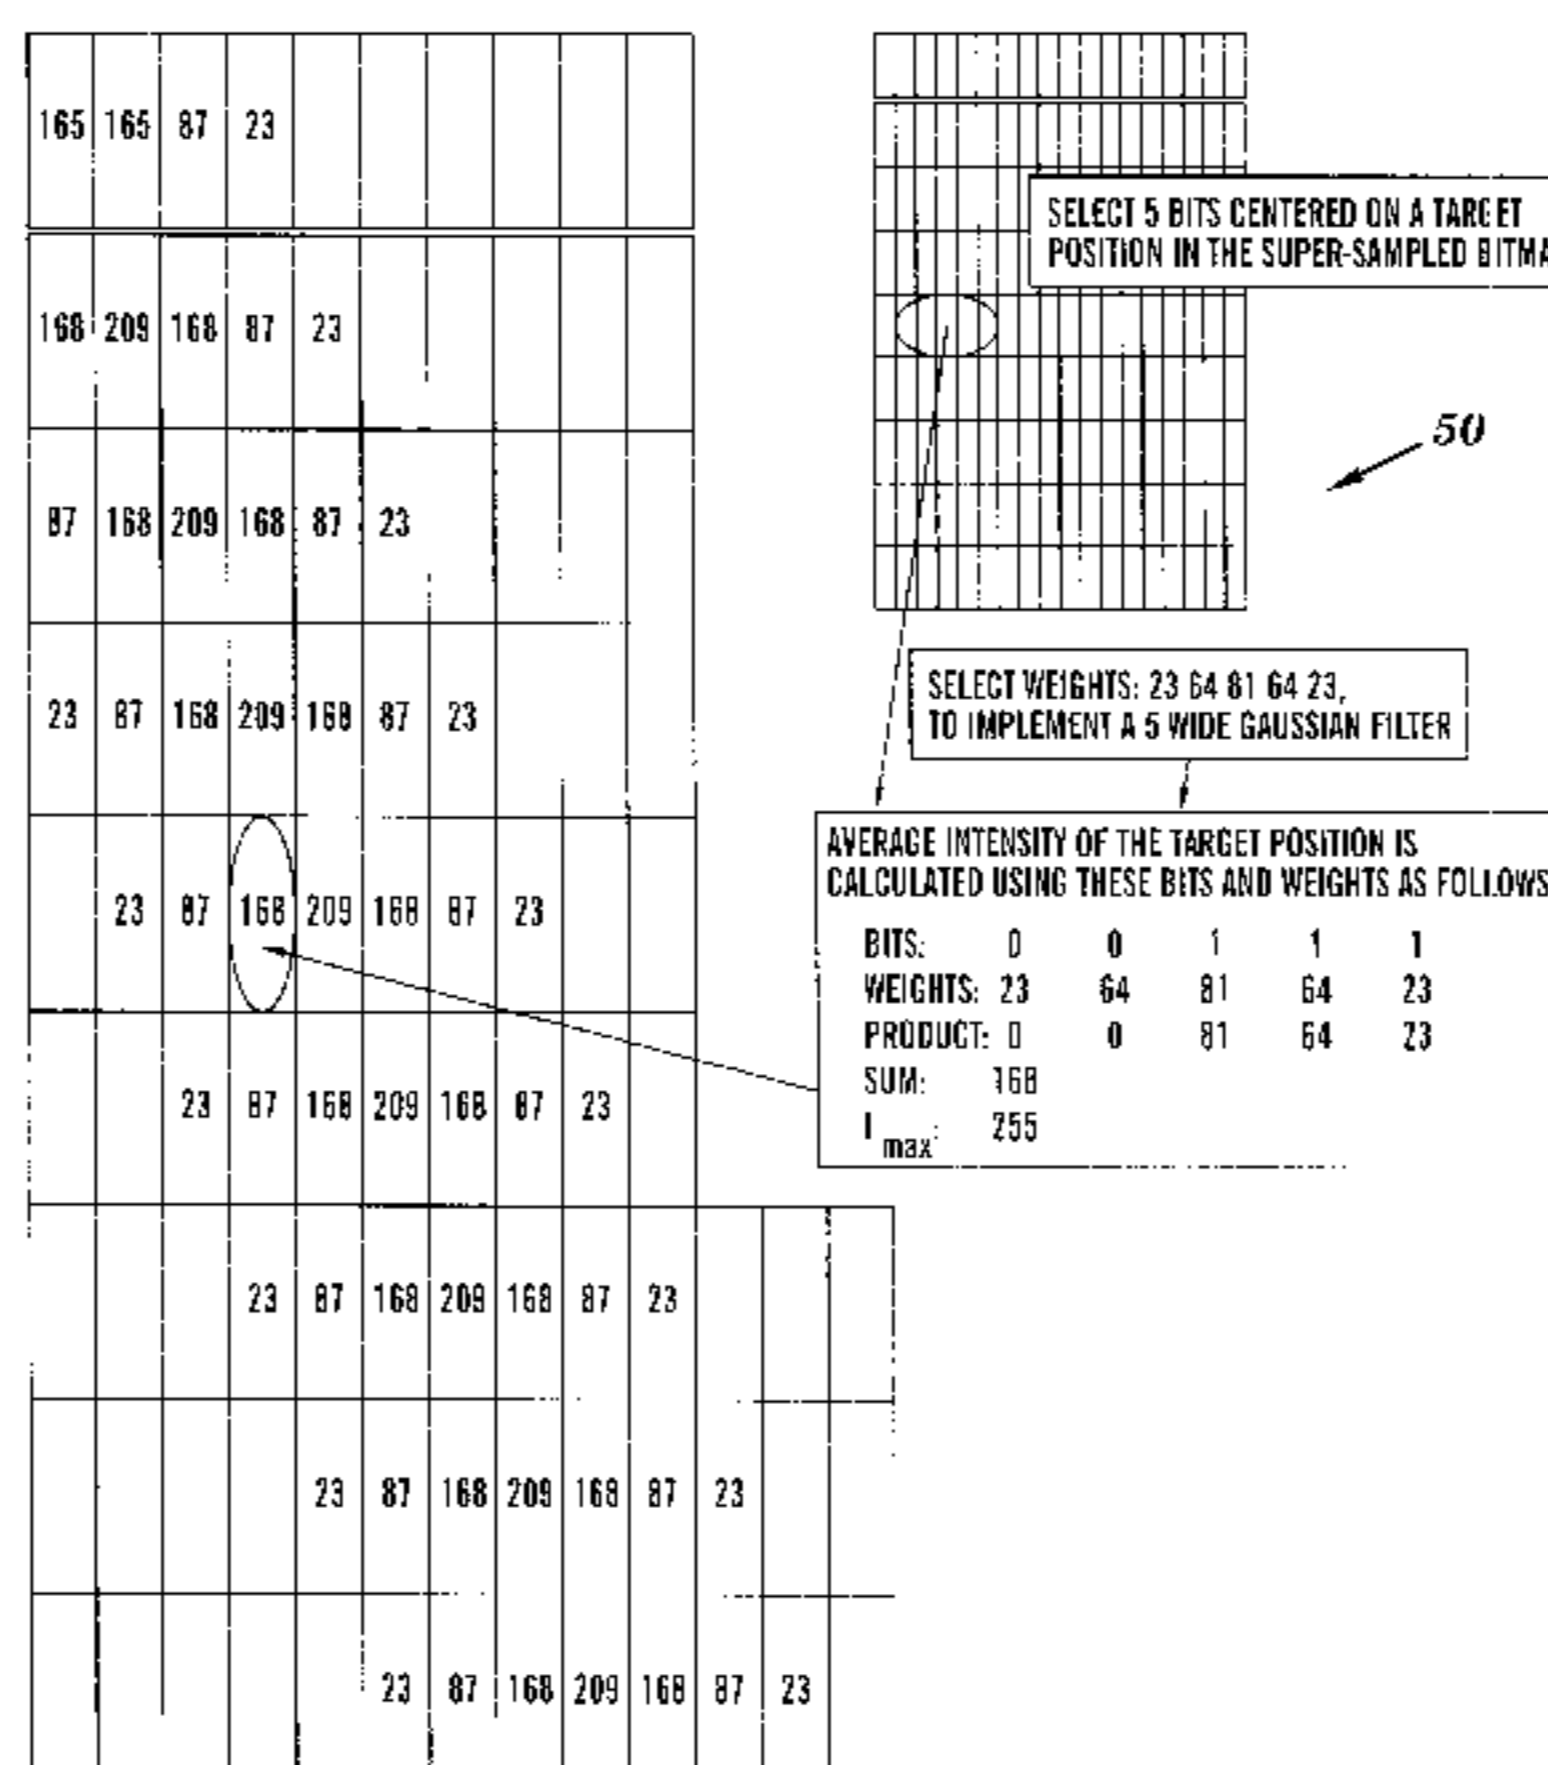 165 165 87 23
168 209 168 87 23
87 168 209 168 87 23
23 87 168 209 168 87 23
23 87 168 209 168 87 23
23 87 168 209 168 87 23
23 87 168 209 168 87 23
23 87 168 209 168 87 23
23 87 168 209 168 87 23
SELECT 5 BITS CENTERED ON A TARGET
POSITION IN THE SUPER-SAMPLED BITMA
50
SELECT WEIGHTS: 23 64 81 64 23,
TO IMPLEMENT A 5 WIDE GAUSSIAN FILTER
AVERAGE INTENSITY OF THE TARGET POSITION IS
CALCULATED USING THESE BITS AND WEIGHTS AS FOLLOWS
BITS: 0 0 1 1 1
WEIGHTS: 23 64 81 64 23
PRODUCT: 0 0 81 64 23
SUM: 168
I max: 255